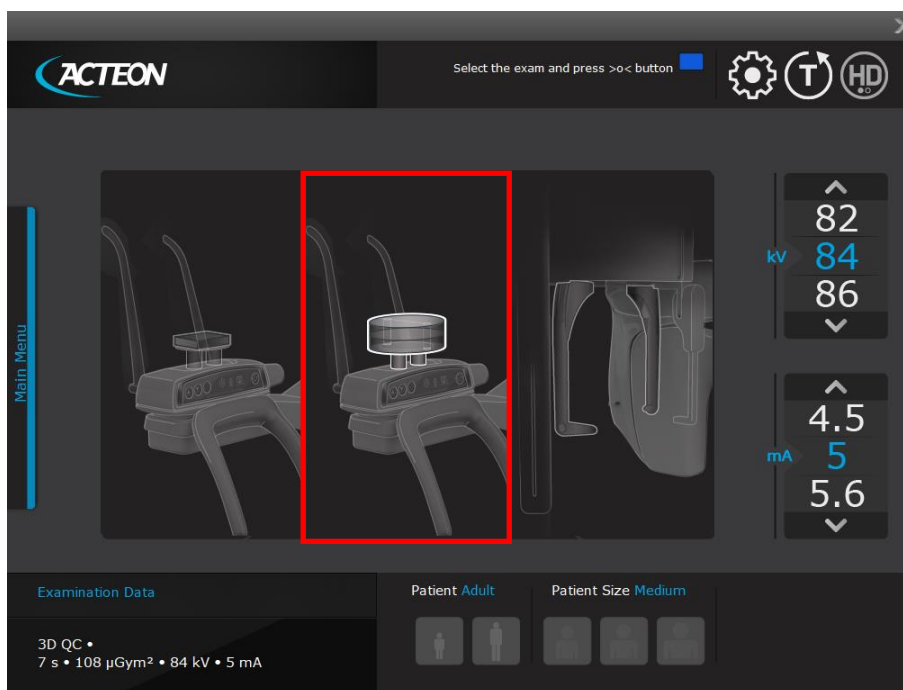 ACTEON
Select the exam and press >o< button
T
HD
Main Menu
82
kV 84
86
4.5
mA 5
5.6
Examination Data
Patient Adult
Patient Size Medium
3D QC •
7 s • 108 µGym² • 84 kV • 5 mA